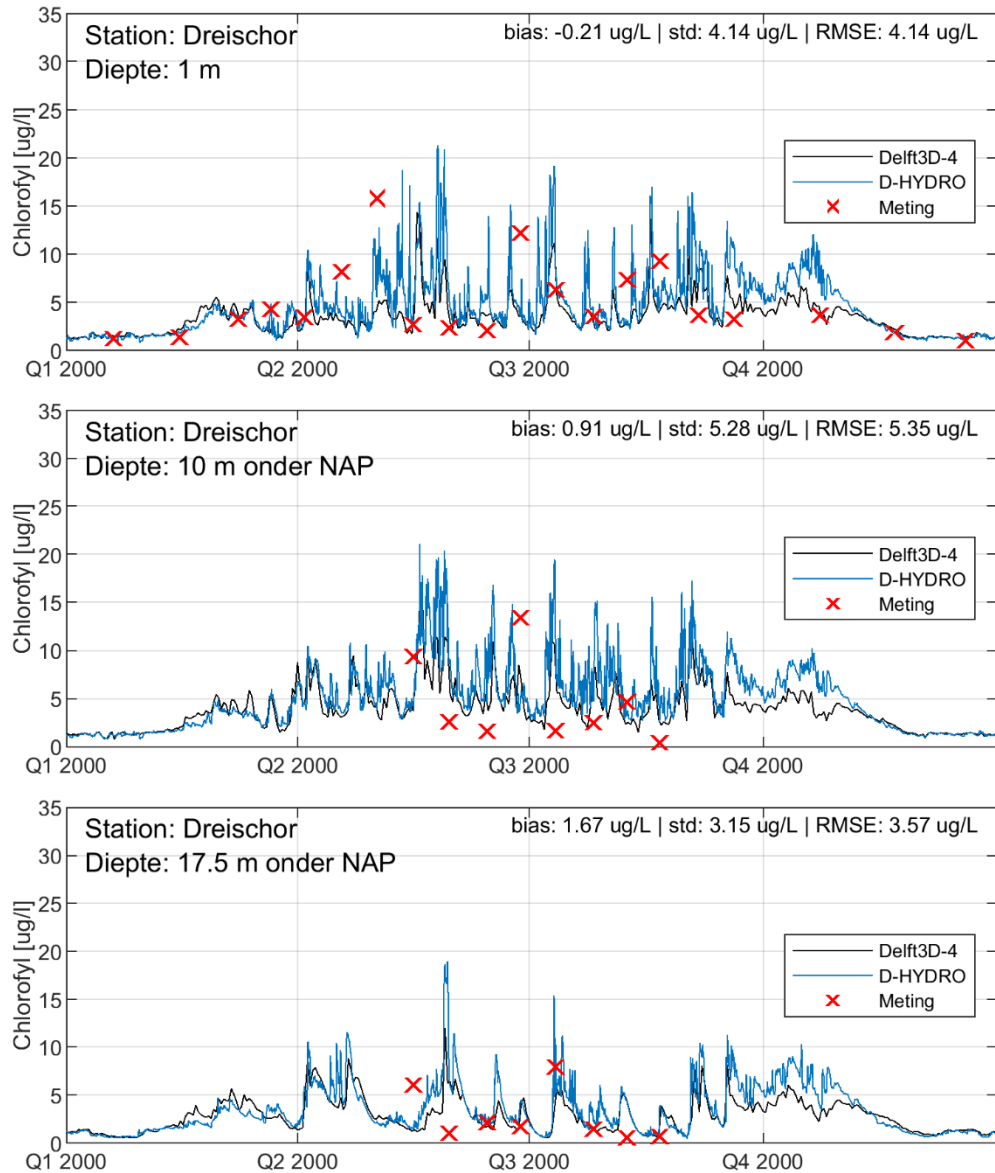 Station: Dreischor
Diepte: 1 m
bias: -0.21 ug/L | std: 4.14 ug/L | RMSE: 4.14 ug/L
Chlorofyl [ug/l]
35
30
25
20
15
10
5
0
Delft3D-4
D-HYDRO
Meting
Q1 2000 Q2 2000 Q3 2000 Q4 2000
Station: Dreischor
Diepte: 10 m onder NAP
bias: 0.91 ug/L | std: 5.28 ug/L | RMSE: 5.35 ug/L
Chlorofyl [ug/l]
35
30
25
20
15
10
5
0
Delft3D-4
D-HYDRO
Meting
Q1 2000 Q2 2000 Q3 2000 Q4 2000
Station: Dreischor
Diepte: 17.5 m onder NAP
bias: 1.67 ug/L | std: 3.15 ug/L | RMSE: 3.57 ug/L
Chlorofyl [ug/l]
35
30
25
20
15
10
5
0
Delft3D-4
D-HYDRO
Meting
Q1 2000 Q2 2000 Q3 2000 Q4 2000